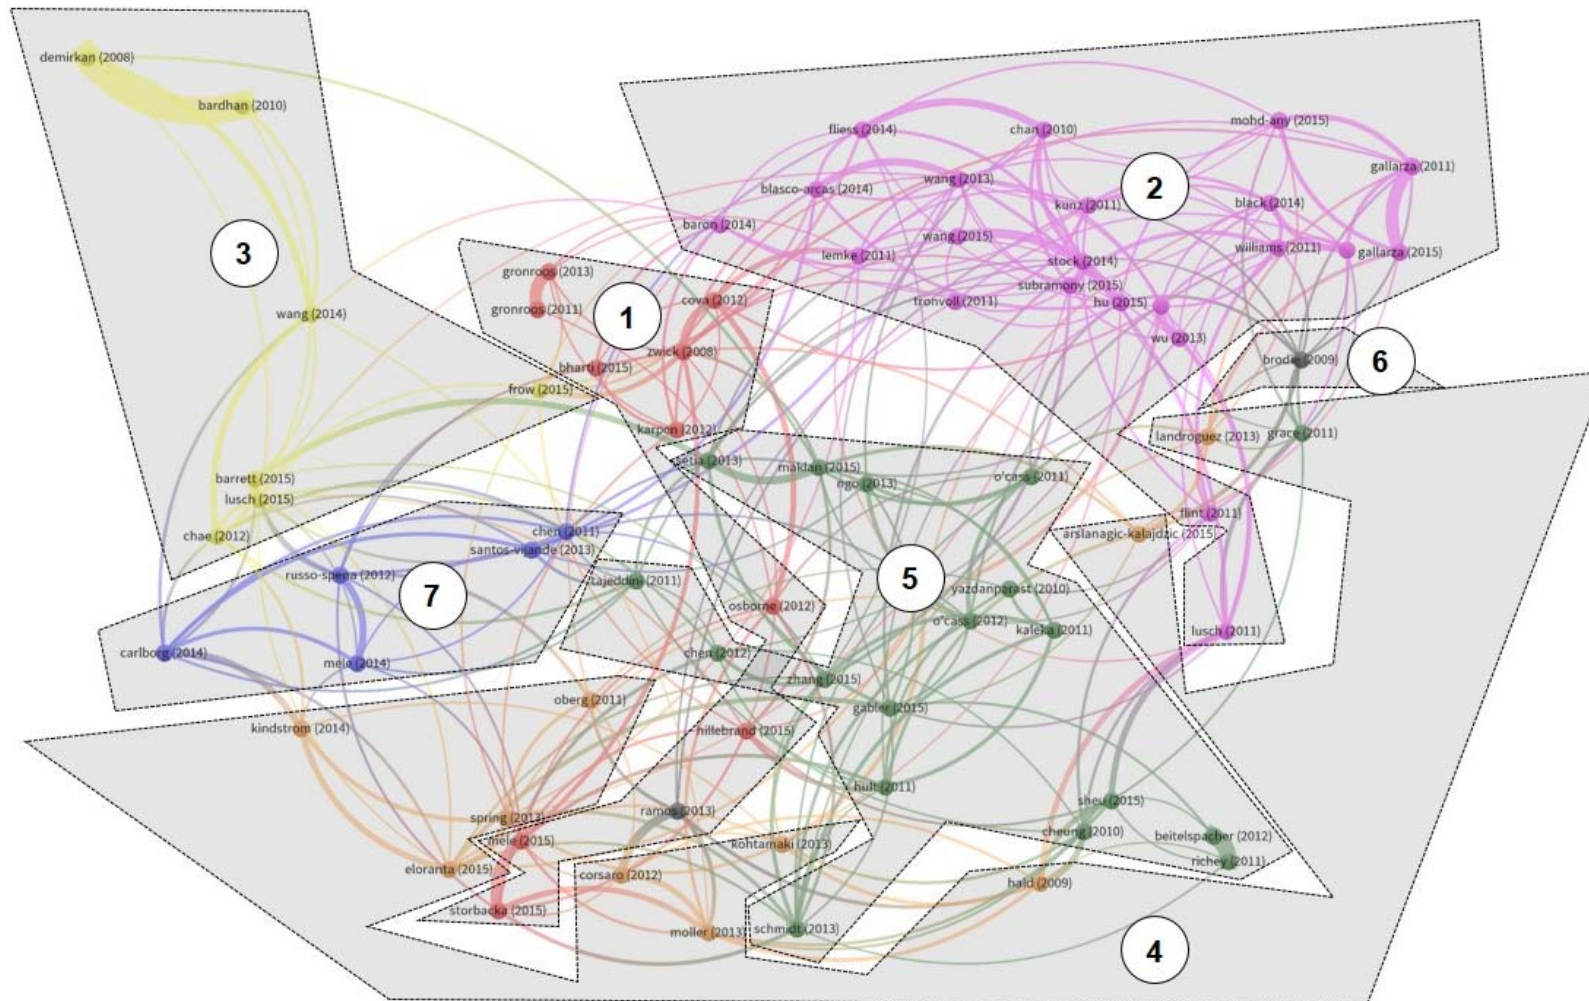 demirkan (2008)
bardhan (2010)
3
wang (2014)
frow (2015)
barrett (2015)
lusch (2015)
chae (2012)
fliess (2014)
chan (2010)
mohd-any (2015)
gallarza (2011)
2
blasco-arcas (2014)
wang (2013)
kunz (2011)
black (2014)
baron (2014)
wang (2015)
williams (2011)
gallarza (2015)
lemke (2011)
stock (2014)
subramony (2015)
tronvoll (2011)
hu (2015)
wu (2013)
gronroos (2013)
gronroos (2011)
cova (2012)
1
zwick (2008)
bharti (2015)
karpen (2012)
brodie (2009)
6
landroguez (2013)
grace (2011)
setia (2013)
maklan (2015)
ngo (2013)
o'cass (2011)
flint (2011)
arslanagic-kalajdzic (2015)
chen (2011)
santos-vijande (2013)
russo-spena (2012)
7
tajeddini (2011)
5
yazdanparast (2010)
osborne (2012)
o'cass (2012)
kaleka (2011)
lusch (2011)
carlborg (2014)
mele (2014)
chen (2012)
zhang (2015)
oberg (2011)
gabler (2015)
kindstrom (2014)
hillebrand (2015)
hult (2011)
sheu (2015)
ramos (2013)
spring (2013)
mele (2015)
kohtamaki (2013)
cheung (2010)
beitelspacher (2012)
richey (2011)
eloranta (2015)
corsaro (2012)
hald (2009)
storbacka (2015)
moller (2013)
schmidt (2013)
4